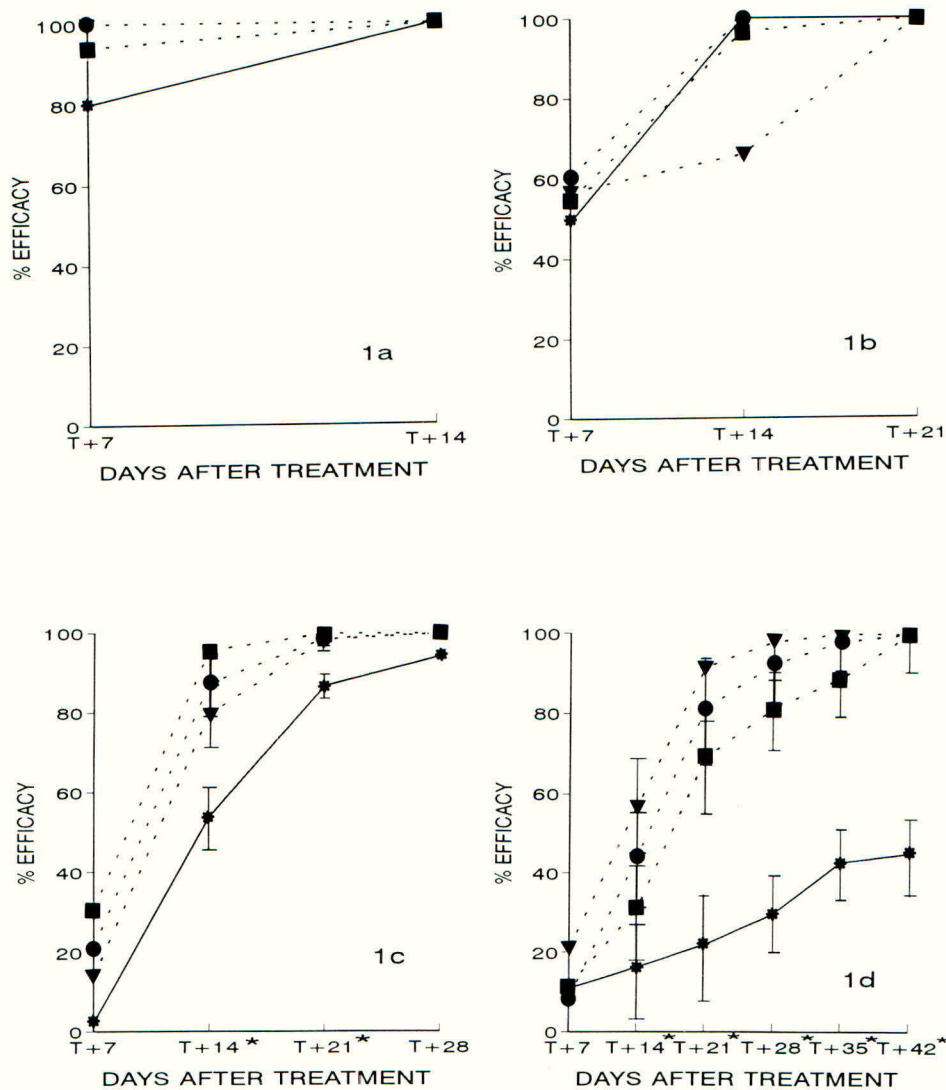 100
80
60
40
20
0
% EFFICACY
T+7
T+14
DAYS AFTER TREATMENT
1a
100
80
60
40
20
0
% EFFICACY
T+7
T+14
T+21
DAYS AFTER TREATMENT
1b
100
80
60
40
20
0
% EFFICACY
T+7
T+14*
T+21*
T+28
DAYS AFTER TREATMENT
1c
100
80
60
40
20
0
% EFFICACY
T+7
T+14*
T+21*
T+28*
T+35*
T+42*
DAYS AFTER TREATMENT
1d